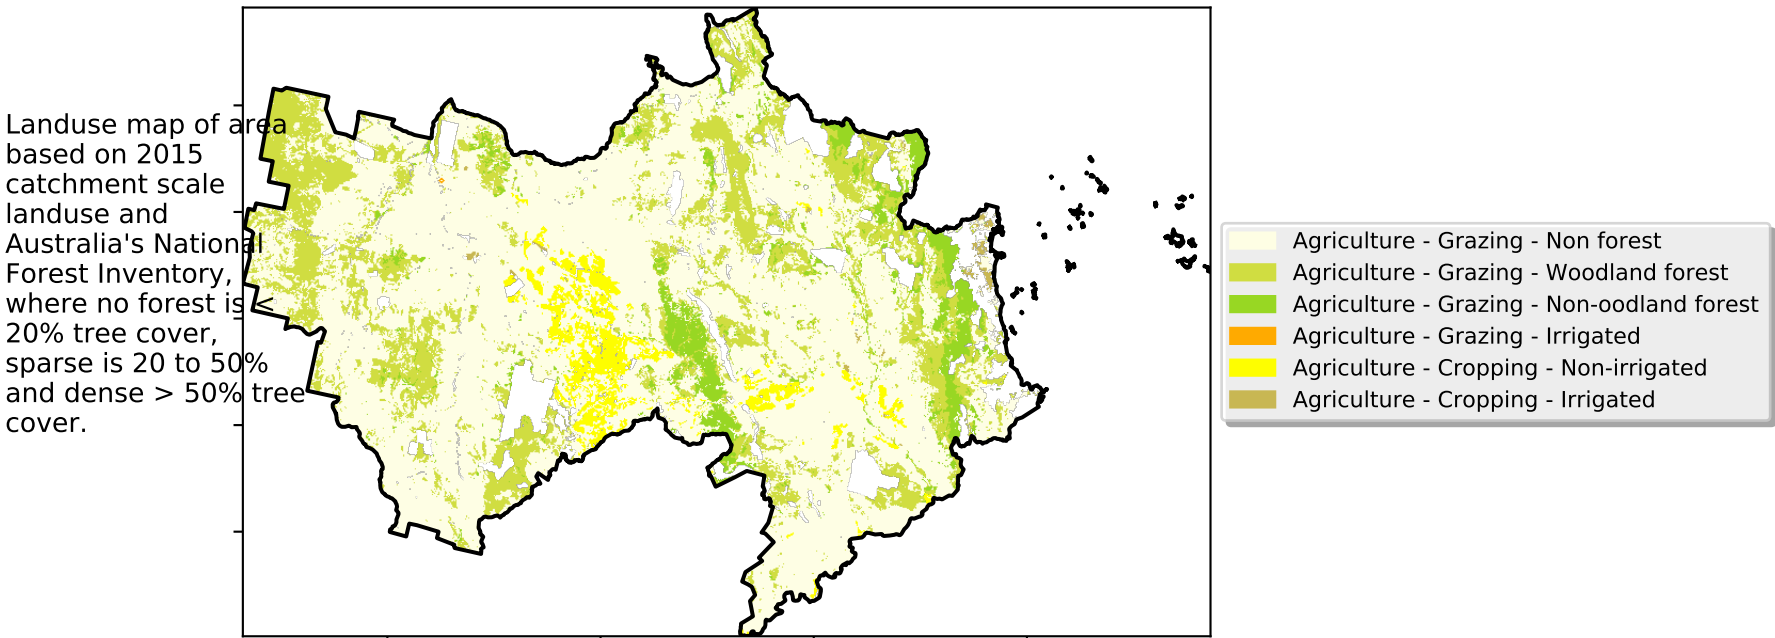 Landuse map of area
based on 2015
catchment scale
landuse and
Australia's National
Forest Inventory,
where no forest is <
20% tree cover,
sparse is 20 to 50%
and dense > 50% tree
cover.
Agriculture - Grazing - Non forest
Agriculture - Grazing - Woodland forest
Agriculture - Grazing - Non-oodland forest
Agriculture - Grazing - Irrigated
Agriculture - Cropping - Non-irrigated
Agriculture - Cropping - Irrigated